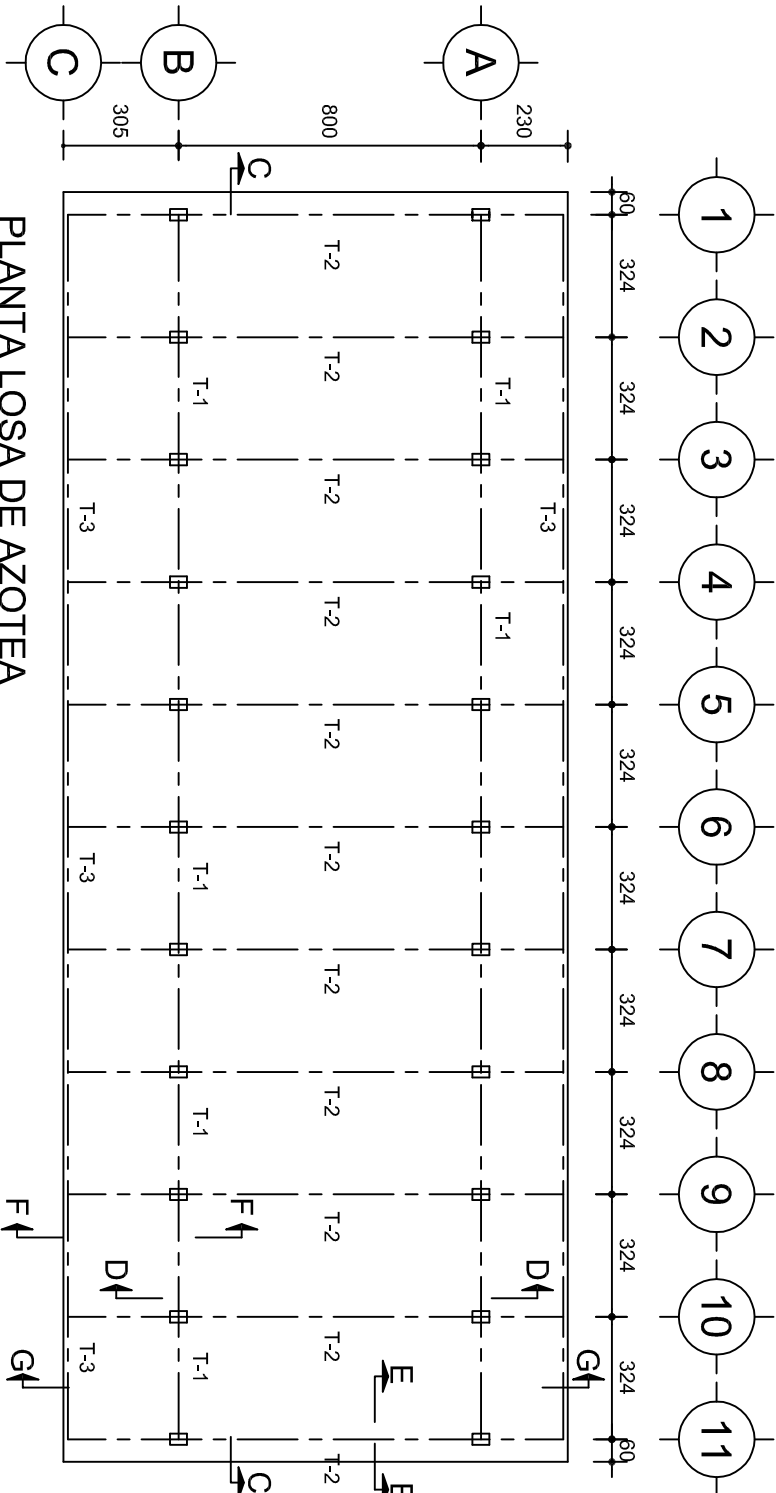 1 2 3 4 5 6 7 8 9 10 11
60 324 324 324 324 324 324 324 324 324 324 60
G
T-3 D
230
T-1 T-1
A
E E
800 T-2 T-2 T-2 T-2 T-2 T-2 T-2 T-2 T-2 T-2 T-2
C C
F
T-1 T-1 T-1 T-1
B
305 D
T-3 T-3 T-3
C
F G
PLANTA LOSA DE AZOTEA